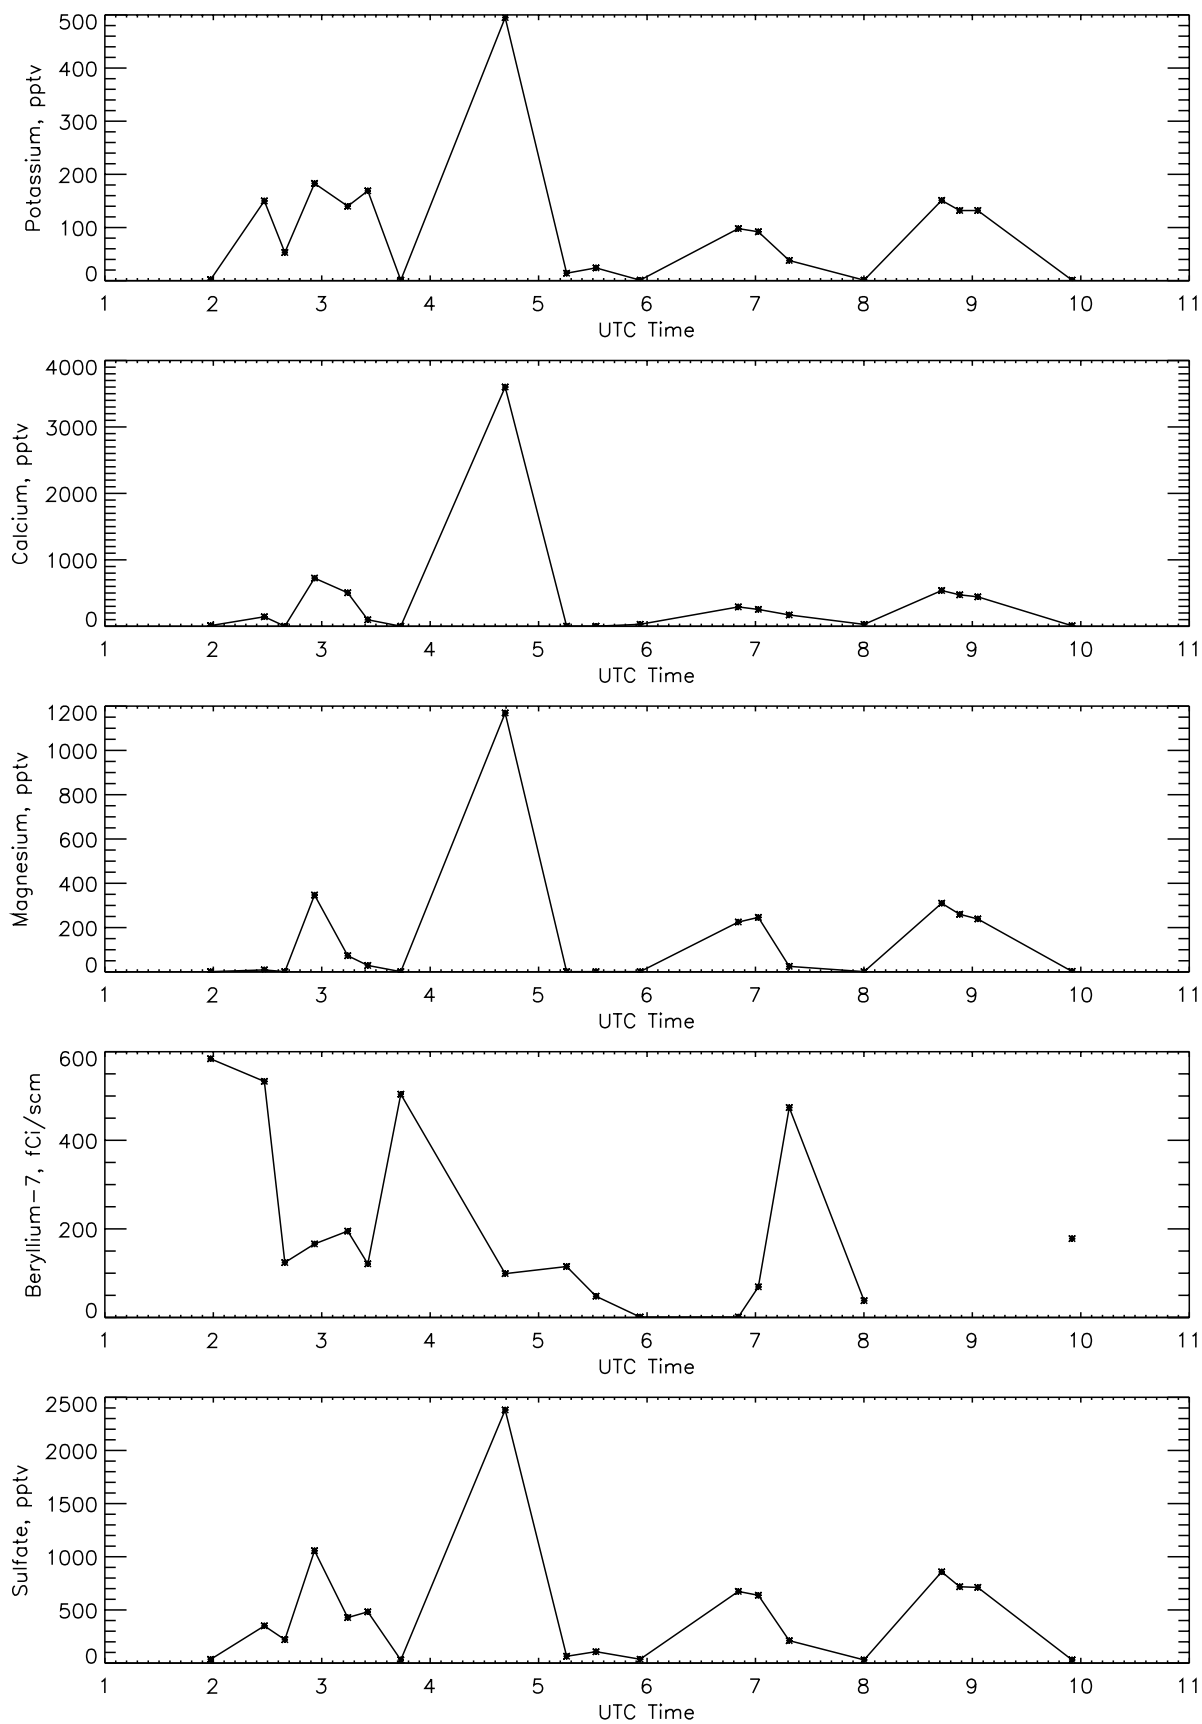 Potassium, pptv
500
400
300
200
100
0
1 2 3 4 5 6 7 8 9 10 11
UTC Time
Calcium, pptv
4000
3000
2000
1000
0
1 2 3 4 5 6 7 8 9 10 11
UTC Time
Magnesium, pptv
1200
1000
800
600
400
200
0
1 2 3 4 5 6 7 8 9 10 11
UTC Time
Beryllium-7, fCi/scm
600
400
200
0
1 2 3 4 5 6 7 8 9 10 11
UTC Time
Sulfate, pptv
2500
2000
1500
1000
500
0
1 2 3 4 5 6 7 8 9 10 11
UTC Time